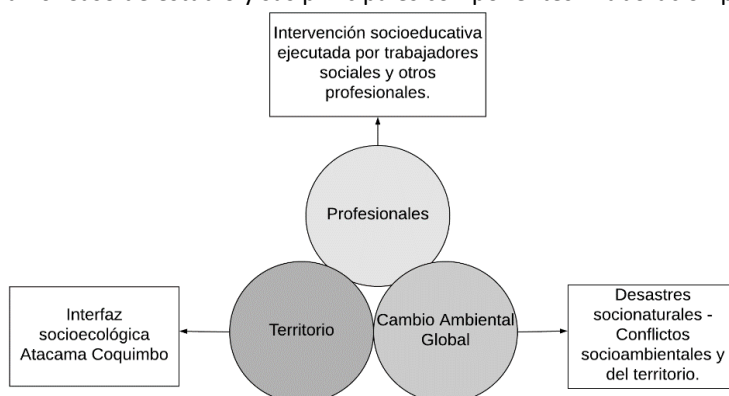 Intervención socioeducativa
ejecutada por trabajadores
sociales y otros
profesionales.
Profesionales
Interfaz
socioecológica
Atacama Coquimbo
Territorio
Cambio Ambiental
Global
Desastres
socionaturales -
Conflictos
socioambientales y
del territorio.